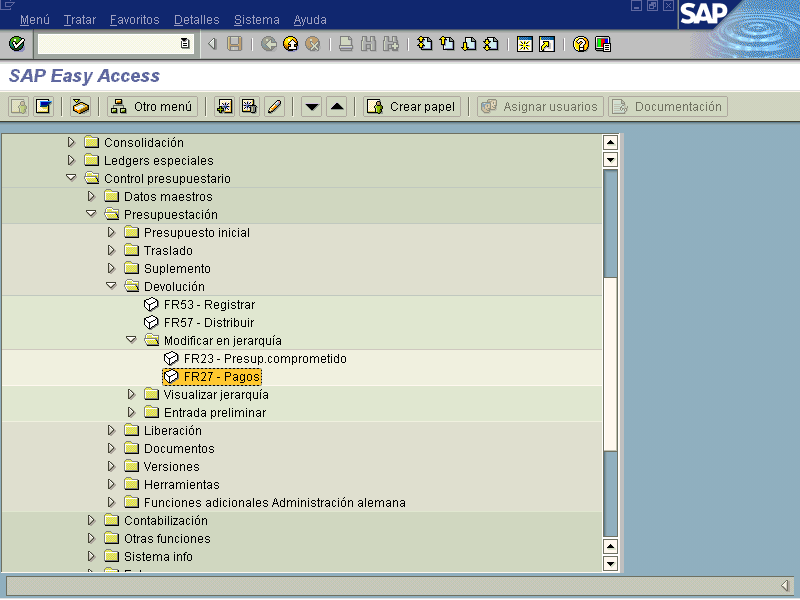 Menú Tratar Favoritos Detalles Sistema Ayuda
SAP
SAP Easy Access
Otro menú Crear papel Asignar usuarios Documentación
Consolidación
Ledgers especiales
Control presupuestario
Datos maestros
Presupuestación
Presupuesto inicial
Traslado
Suplemento
Devolución
FR53 - Registrar
FR57 - Distribuir
Modificar en jerarquía
FR23 - Presup.comprometido
FR27 - Pagos
Visualizar jerarquía
Entrada preliminar
Liberación
Documentos
Versiones
Herramientas
Funciones adicionales Administración alemana
Contabilización
Otras funciones
Sistema info